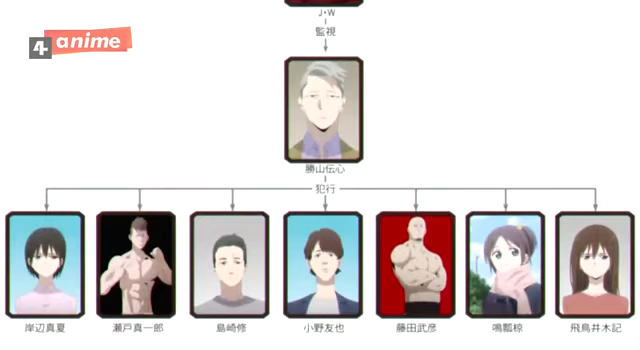 J・W
監視
4anime
勝山伝心
犯行
岸辺真夏
瀬戸真一郎
島崎修
小野友也
藤田武彦
鳴瓢椋
飛鳥井木記